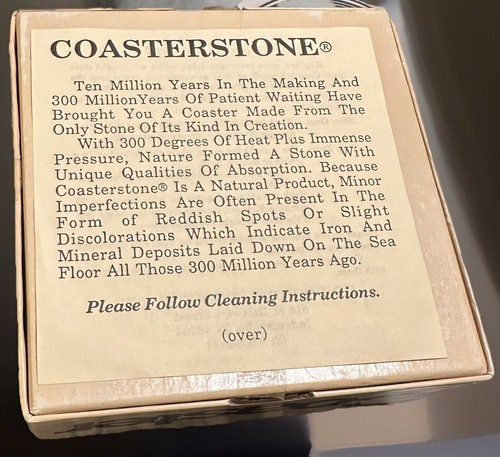 COASTERSTONE®
Ten Million Years In The Making And
300 MillionYears Of Patient Waiting Have
Brought You A Coaster Made From The
Only Stone Of Its Kind In Creation.
With 300 Degrees Of Heat Plus Immense
Pressure, Nature Formed A Stone With
Unique Qualities Of Absorption. Because
Coasterstone® Is A Natural Product, Minor
Imperfections Are Often Present In The
Form of Reddish Spots Or Slight
Discolorations Which Indicate Iron And
Mineral Deposits Laid Down On The Sea
Floor All Those 300 Million Years Ago.
Please Follow Cleaning Instructions.
(over)